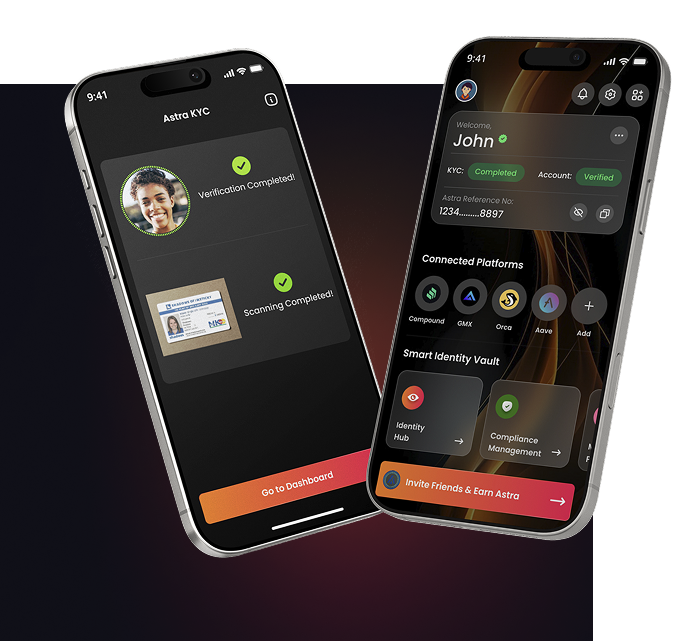 9:41
Astra KYC
Verification Completed!
Scanning Completed!
Go to Dashboard
9:41
Welcome,
John
KYC: Completed Account: Verified
Astra Reference No:
1234.........8897
Connected Platforms
Compound GMX Orca Aave Add
Smart Identity Vault
Identity
Hub
Compliance
Management
Invite Friends & Earn Astra